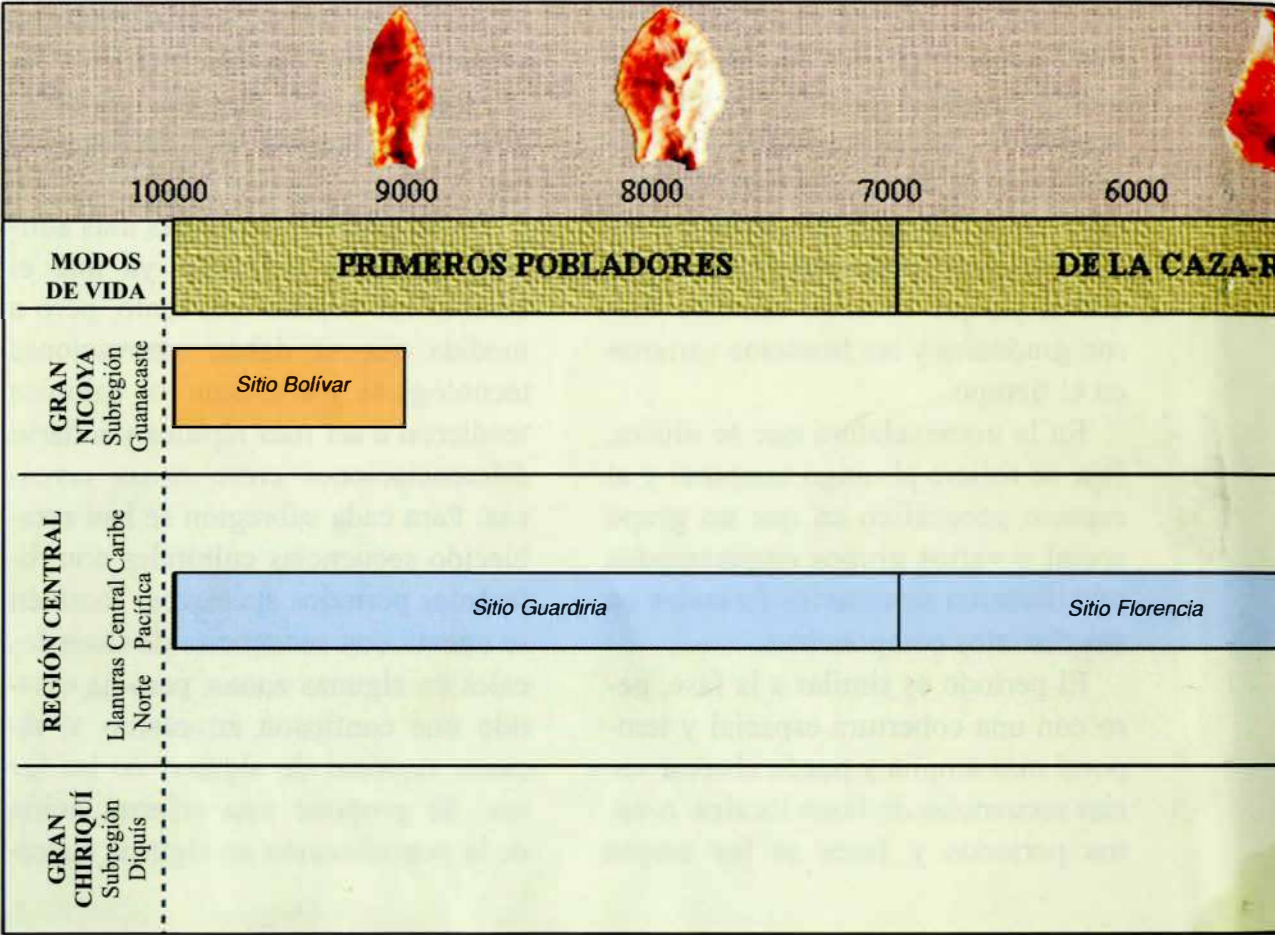 10000 9000 8000 7000 6000
MODOS
DE VIDA
PRIMEROS POBLADORES
DE LA CAZA-R
GRAN
NICOYA
Subregión
Guanacaste
Sitio Bolívar
REGIÓN CENTRAL
Llanuras Central Caribe
Norte Pacífica
Sitio Guardiria
Sitio Florencia
GRAN
CHIRIQUÍ
Subregión
Diquís